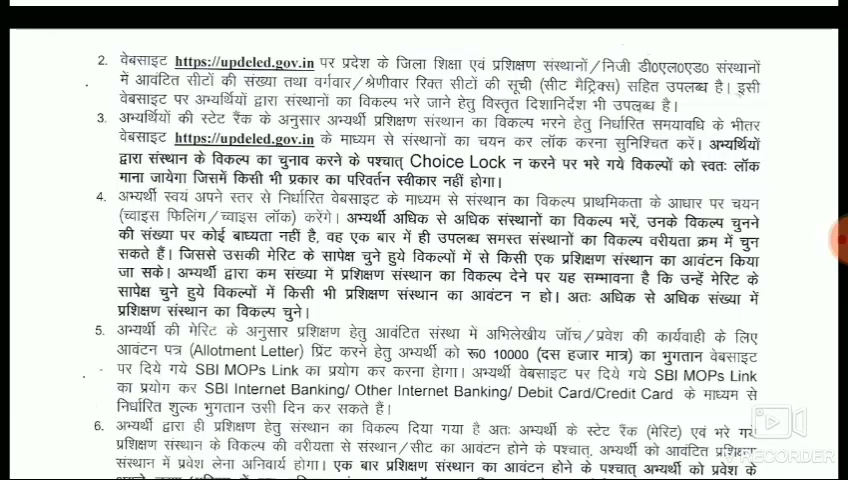 2. वेबसाइट https://updeled.gov.in पर प्रदेश के जिला शिक्षा एवं प्रशिक्षण संस्थानों/निजी डी०एल०एड० संस्थानों
में आवंटित सीटों की संख्या तथा वर्गवार/श्रेणीवार रिक्त सीटों की सूची (सीट मैट्रिक्स) सहित उपलब्ध है। इसी
वेबसाइट पर अभ्यर्थियों द्वारा संस्थानों का विकल्प भरे जाने हेतु विस्तृत दिशानिर्देश भी उपलब्ध है।
3. अभ्यर्थियों की स्टेट रैंक के अनुसार अभ्यर्थी प्रशिक्षण संस्थान का विकल्प भरने हेतु निर्धारित समयावधि के भीतर
वेबसाइट https://updeled.gov.in के माध्यम से संस्थानों का चयन कर लॉक करना सुनिश्चित करें। अभ्यर्थियों
द्वारा संस्थान के विकल्प का चुनाव करने के पश्चात् Choice Lock न करने पर भरे गये विकल्पों को स्वतः लॉक
माना जायेगा जिसमें किसी भी प्रकार का परिवर्तन स्वीकार नहीं होगा।
4. अभ्यर्थी स्वयं अपने स्तर से निर्धारित वेबसाइट के माध्यम से संस्थान का विकल्प प्राथमिकता के आधार पर चयन
(च्वाइस फिलिंग/च्वाइस लॉक) करेंगे। अभ्यर्थी अधिक से अधिक संस्थानों का विकल्प भरें, उनके विकल्प चुनने
की संख्या पर कोई बाध्यता नहीं है, वह एक बार में ही उपलब्ध समस्त संस्थानों का विकल्प वरीयता क्रम में चुन
सकते हैं। जिससे उसकी मेरिट के सापेक्ष चुने हुये विकल्पों में से किसी एक प्रशिक्षण संस्थान का आवंटन किया
जा सके। अभ्यर्थी द्वारा कम संख्या में प्रशिक्षण संस्थान का विकल्प देने पर यह सम्भावना है कि उन्हें मेरिट के
सापेक्ष चुने हुये विकल्पों में किसी भी प्रशिक्षण संस्थान का आवंटन न हो। अतः अधिक से अधिक संख्या में
प्रशिक्षण संस्थान का विकल्प चुने।
5. अभ्यर्थी की मेरिट के अनुसार प्रशिक्षण हेतु आवंटित संस्था में अभिलेखीय जॉच/प्रवेश की कार्यवाही के लिए
आवंटन पत्र (Allotment Letter) प्रिंट करने हेतु अभ्यर्थी को रू0 10000 (दस हजार मात्र) का भुगतान वेबसाइट
पर दिये गये SBI MOPs Link का प्रयोग कर करना होगा। अभ्यर्थी वेबसाइट पर दिये गये SBI MOPs Link
का प्रयोग कर SBI Internet Banking/ Other Internet Banking/ Debit Card/Credit Card के माध्यम से
निर्धारित शुल्क भुगतान उसी दिन कर सकते हैं।
6. अभ्यर्थी द्वारा ही प्रशिक्षण हेतु संस्थान का विकल्प दिया गया है अतः अभ्यर्थी के स्टेट रैंक (मेरिट) एवं भरे गये
प्रशिक्षण संस्थान के विकल्प की वरीयता से संस्थान/सीट का आवंटन होने के पश्चात् अभ्यर्थी को आवंटित प्रशिक्षण
संस्थान में प्रवेश लेना अनिवार्य होगा। एक बार प्रशिक्षण संस्थान का आवंटन होने के पश्चात् अभ्यर्थी को प्रवेश के
RECORDER